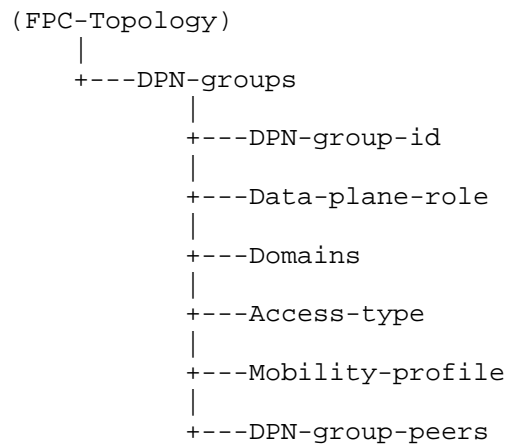 (FPC-Topology)
|
+---DPN-groups
|
+---DPN-group-id
|
+---Data-plane-role
|
+---Domains
|
+---Access-type
|
+---Mobility-profile
|
+---DPN-group-peers